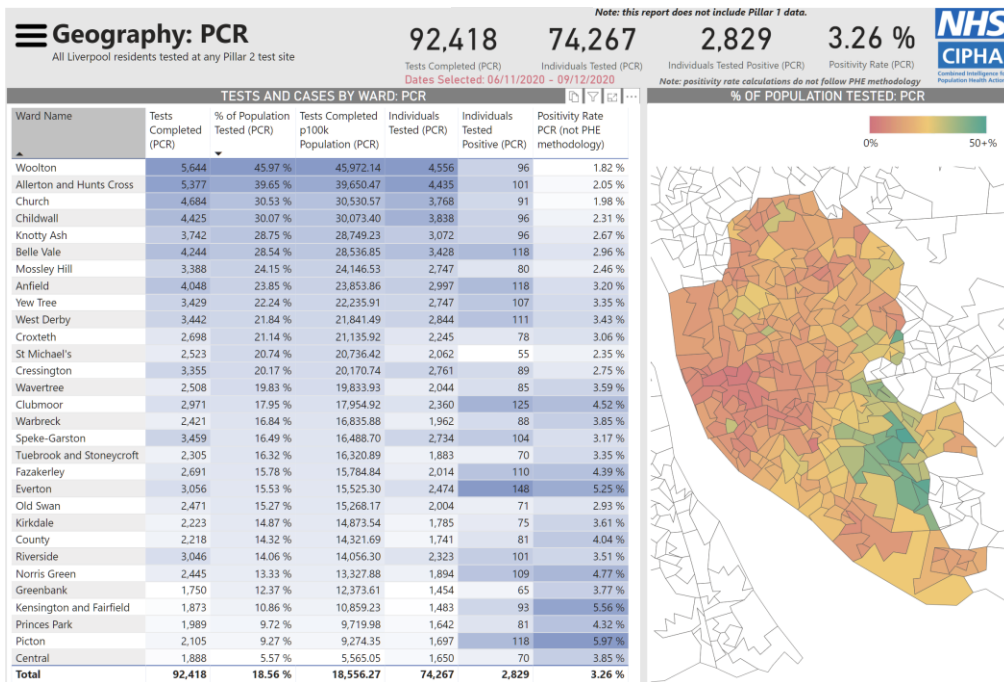 Note: this report does not include Pillar 1 data.
Geography: PCR
All Liverpool residents tested at any Pillar 2 test site
92,418
Tests Completed (PCR)
74,267
Individuals Tested (PCR)
2,829
Individuals Tested Positive (PCR)
3.26 %
Positivity Rate (PCR)
Dates Selected: 06/11/2020 - 09/12/2020
Note: positivity rate calculations do not follow PHE methodology
NHS
CIPHA
Combined Intelligence for
Population Health Action
TESTS AND CASES BY WARD: PCR
Ward Name Tests Completed (PCR) % of Population Tested (PCR) Tests Completed p100k Population (PCR) Individuals Tested (PCR) Individuals Tested Positive (PCR) Positivity Rate PCR (not PHE methodology)
Woolton 5,644 45.97 % 45,972.14 4,556 96 1.82 %
Allerton and Hunts Cross 5,377 39.65 % 39,650.47 4,435 101 2.05 %
Church 4,684 30.53 % 30,530.57 3,768 91 1.98 %
Childwall 4,425 30.07 % 30,073.40 3,838 96 2.31 %
Knotty Ash 3,742 28.75 % 28,749.23 3,072 96 2.67 %
Belle Vale 4,244 28.54 % 28,536.85 3,428 118 2.96 %
Mossley Hill 3,388 24.15 % 24,146.53 2,747 80 2.46 %
Anfield 4,048 23.85 % 23,853.86 2,997 118 3.20 %
Yew Tree 3,429 22.24 % 22,235.91 2,747 107 3.35 %
West Derby 3,442 21.84 % 21,841.49 2,844 111 3.43 %
Croxteth 2,698 21.14 % 21,135.92 2,245 78 3.06 %
St Michael's 2,523 20.74 % 20,736.42 2,062 55 2.35 %
Cressington 3,355 20.17 % 20,170.74 2,761 89 2.75 %
Wavertree 2,508 19.83 % 19,833.93 2,044 85 3.59 %
Clubmoor 2,971 17.95 % 17,954.92 2,360 125 4.52 %
Warbreck 2,421 16.84 % 16,835.88 1,962 88 3.85 %
Speke-Garston 3,459 16.49 % 16,488.70 2,734 104 3.17 %
Tuebrook and Stoneycroft 2,305 16.32 % 16,320.89 1,883 70 3.35 %
Fazakerley 2,691 15.78 % 15,784.84 2,014 110 4.39 %
Everton 3,056 15.53 % 15,525.30 2,474 148 5.25 %
Old Swan 2,471 15.27 % 15,268.17 2,004 71 2.93 %
Kirkdale 2,223 14.87 % 14,873.54 1,785 75 3.61 %
County 2,218 14.32 % 14,321.69 1,741 81 4.04 %
Riverside 3,046 14.06 % 14,056.30 2,323 101 3.51 %
Norris Green 2,445 13.33 % 13,327.88 1,894 109 4.77 %
Greenbank 1,750 12.37 % 12,373.61 1,454 65 3.77 %
Kensington and Fairfield 1,873 10.86 % 10,859.23 1,483 93 5.56 %
Princes Park 1,989 9.72 % 9,719.98 1,642 81 4.32 %
Picton 2,105 9.27 % 9,274.35 1,697 118 5.97 %
Central 1,888 5.57 % 5,565.05 1,650 70 3.85 %
Total 92,418 18.56 % 18,556.27 74,267 2,829 3.26 %
% OF POPULATION TESTED: PCR
0% 50+%